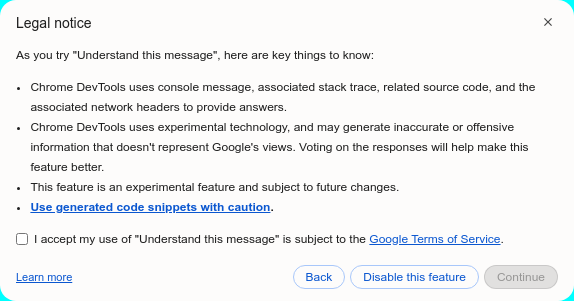 Legal notice
As you try "Understand this message", here are key things to know:
• Chrome DevTools uses console message, associated stack trace, related source code, and the
associated network headers to provide answers.
• Chrome DevTools uses experimental technology, and may generate inaccurate or offensive
information that doesn't represent Google's views. Voting on the responses will help make this
feature better.
• This feature is an experimental feature and subject to future changes.
• Use generated code snippets with caution.
I accept my use of "Understand this message" is subject to the Google Terms of Service.
Learn more Back Disable this feature Continue